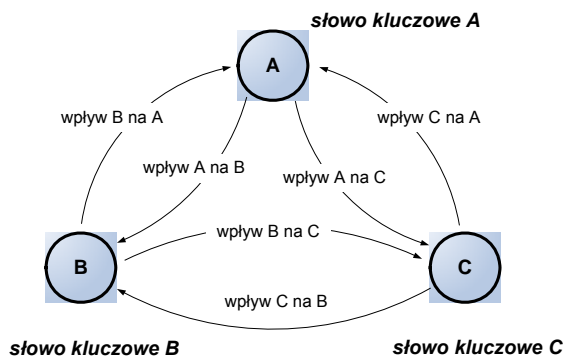 słowo kluczowe A
A
wpływ B na A
wpływ C na A
wpływ A na B
wpływ A na C
wpływ B na C
B
C
wpływ C na B
słowo kluczowe B
słowo kluczowe C